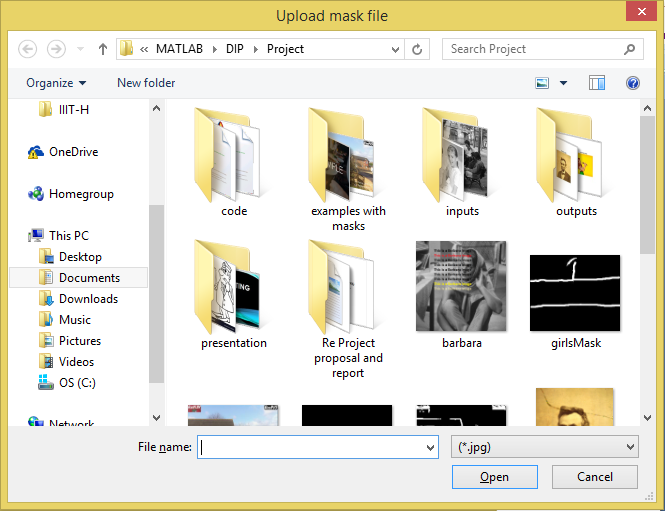 Upload mask file
« MATLAB DIP Project
Search Project
Organize
New folder
IIIT-H
OneDrive
Homegroup
This PC
Desktop
Documents
Downloads
Music
Pictures
Videos
OS (C:)
Network
code
examples with
masks
inputs
outputs
presentation
Re Project
proposal and
report
barbara
girlsMask
File name:
(*.jpg)
Open
Cancel